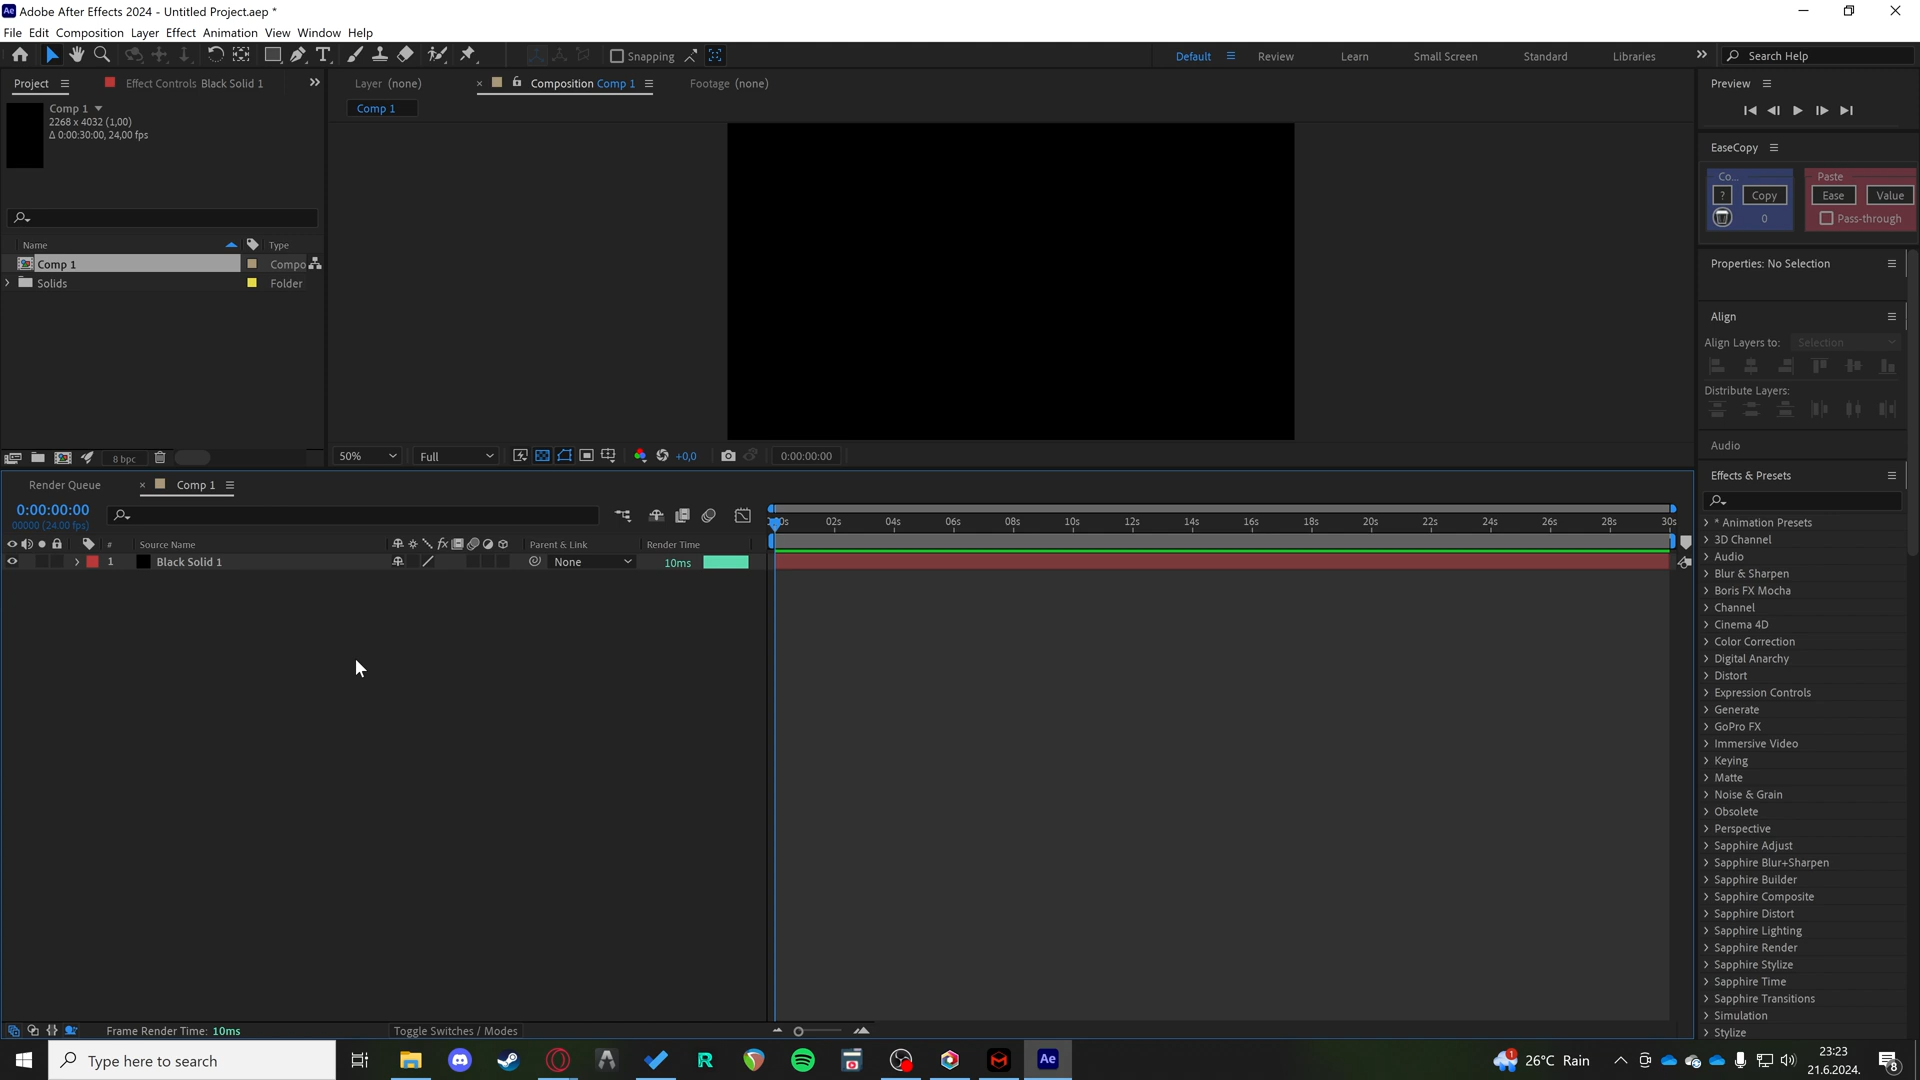 Adobe After Effects 2024 - Untitled Project.aep *
File Edit Composition Layer Effect Animation View Window Help
Snapping
Default Review Learn Small Screen Standard Libraries
Search Help
Project Effect Controls Black Solid 1
Layer (none) Composition Comp 1 Footage (none)
Comp 1
Comp 1
2268 x 4032 (1,00)
Δ 0:00:30:00, 24,00 fps
Name Type
Comp 1 Compo
Solids Folder
8 bpc
50% Full +0,0 0:00:00:00
Preview
EaseCopy
Co... Paste
? Copy Ease Value
0 Pass-through
Properties: No Selection
Align
Align Layers to: Selection
Distribute Layers:
Audio
Effects & Presets
* Animation Presets
3D Channel
Audio
Blur & Sharpen
Boris FX Mocha
Channel
Cinema 4D
Color Correction
Digital Anarchy
Distort
Expression Controls
Generate
GoPro FX
Immersive Video
Keying
Matte
Noise & Grain
Obsolete
Perspective
Sapphire Adjust
Sapphire Blur+Sharpen
Sapphire Builder
Sapphire Composite
Sapphire Distort
Sapphire Lighting
Sapphire Render
Sapphire Stylize
Sapphire Time
Sapphire Transitions
Simulation
Stylize
Render Queue Comp 1
0:00:00:00
00000 (24.00 fps)
02s 04s 06s 08s 10s 12s 14s 16s 18s 20s 22s 24s 26s 28s 30s
# Source Name fx Parent & Link Render Time
1 Black Solid 1 None 10ms
Frame Render Time: 10ms
Toggle Switches / Modes
Type here to search
Ae
26°C Rain
23:23
21.6.2024.
8